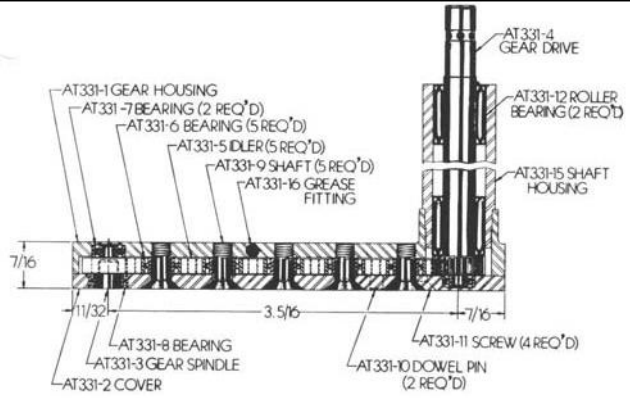 AT331-4
GEAR DRIVE
AT331-1 GEAR HOUSING
AT331-7 BEARING (2 REQ'D)
AT331-6 BEARING (5 REQ'D)
AT331-5 IDLER (5 REQ'D)
AT331-9 SHAFT (5 REQ'D)
AT331-16 GREASE
FITTING
AT331-12 ROLLER
BEARING (2 REQ'D)
AT331-15 SHAFT
HOUSING
7/16
11/32
3.5/16
7/16
AT331-8 BEARING
AT331-3 GEAR SPINDLE
AT331-2 COVER
AT331-11 SCREW (4 REQ'D)
AT331-10 DOWEL PIN
(2 REQ'D)